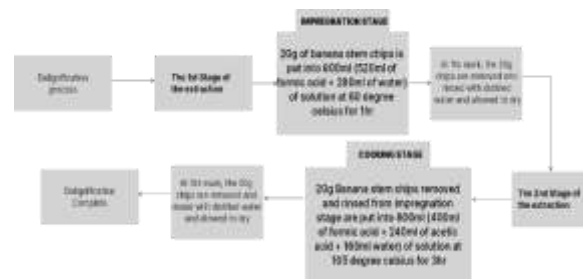 IMPREGNATION STAGE
Delignification
process
The 1st Stage of
the extraction
20g of banana stem chips is
put into 600ml (520ml of
formic acid + 280ml of water)
of solution at 60 degree
celsius for 1hr
At 1hr mark, the 20g
chips are removed and
rinsed with distilled
water and allowed to dry
COOKING STAGE
The 2nd Stage of
the extraction
20g Banana stem chips removed
and rinsed from impregnation
stage are put into 800ml (400ml
of formic acid + 240ml of acetic
acid + 160ml water) of solution at
105 degree celsius for 3hr
At 1hr mark, the 20g
chips are removed and
rinsed with distilled water
and allowed to dry
Delignification
Complete